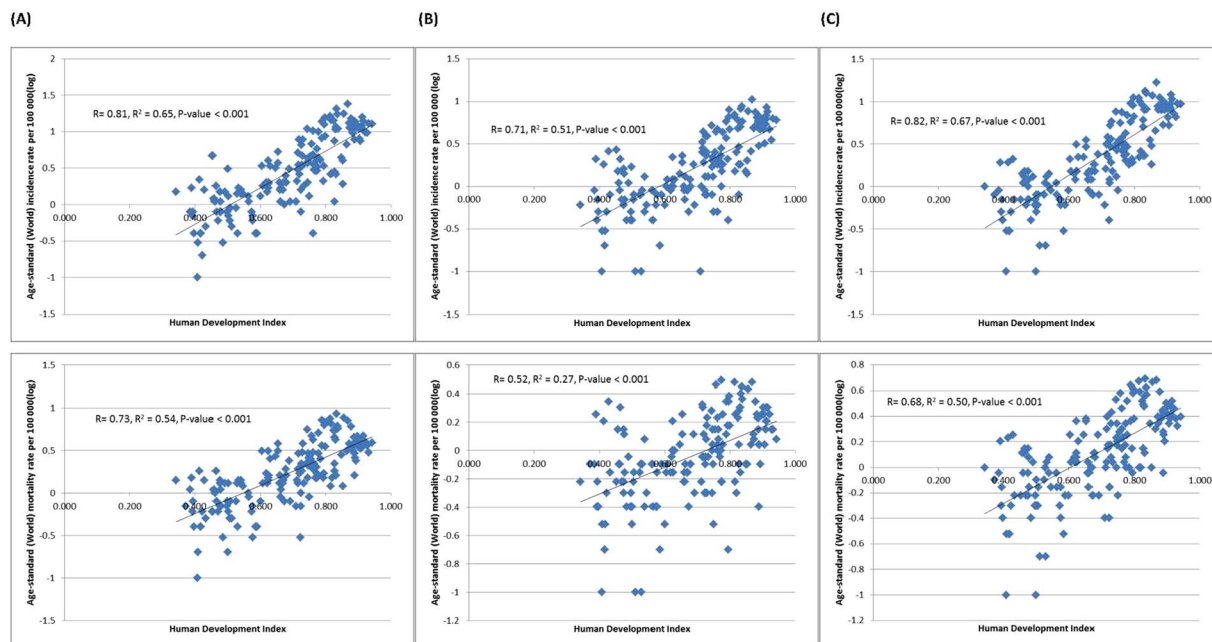 (A)
(B)
(C)
Age-standard (World) incidence rate per 100 000 (log)
2
1.5
1
0.5
0
-0.5
-1
-1.5
R= 0.81, R² = 0.65, P-value < 0.001
0.000 0.200 0.400 0.600 0.800 1.000
Human Development Index
Age-standard (World) incidence rate per 100 000 (log)
1.5
1
0.5
0
-0.5
-1
-1.5
R= 0.71, R² = 0.51, P-value < 0.001
0.000 0.200 0.400 0.600 0.800 1.000
Human Development Index
Age-standard (World) incidence rate per 100 000 (log)
1.5
1
0.5
0
-0.5
-1
-1.5
R= 0.82, R² = 0.67, P-value < 0.001
0.000 0.200 0.400 0.600 0.800 1.000
Human Development Index
Age-standard (World) mortality rate per 100 000 (log)
1.5
1
0.5
0
-0.5
-1
-1.5
R= 0.73, R² = 0.54, P-value < 0.001
0.000 0.200 0.400 0.600 0.800 1.000
Human Development Index
Age-standard (World) mortality rate per 100 000 (log)
0.6
0.4
0.2
0
-0.2
-0.4
-0.6
-0.8
-1
-1.2
R= 0.52, R² = 0.27, P-value < 0.001
0.000 0.200 0.400 0.600 0.800 1.000
Human Development Index
Age-standard (World) mortality rate per 100 000 (log)
0.8
0.6
0.4
0.2
0
-0.2
-0.4
-0.6
-0.8
-1
-1.2
R= 0.68, R² = 0.50, P-value < 0.001
0.000 0.200 0.400 0.600 0.800 1.000
Human Development Index